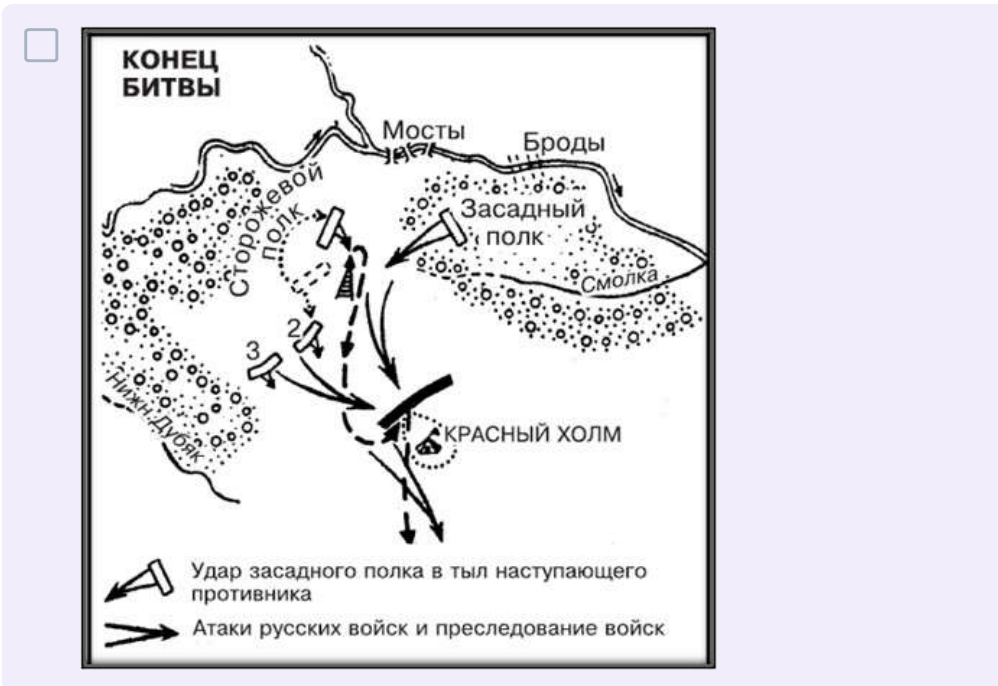 КОНЕЦ
БИТВЫ
Мосты
Броды
Сторожевой
полк
Засадный
полк
Смолка
2
3
Нижн.Дубяк
КРАСНЫЙ ХОЛМ
Удар засадного полка в тыл наступающего
противника
Атаки русских войск и преследование войск